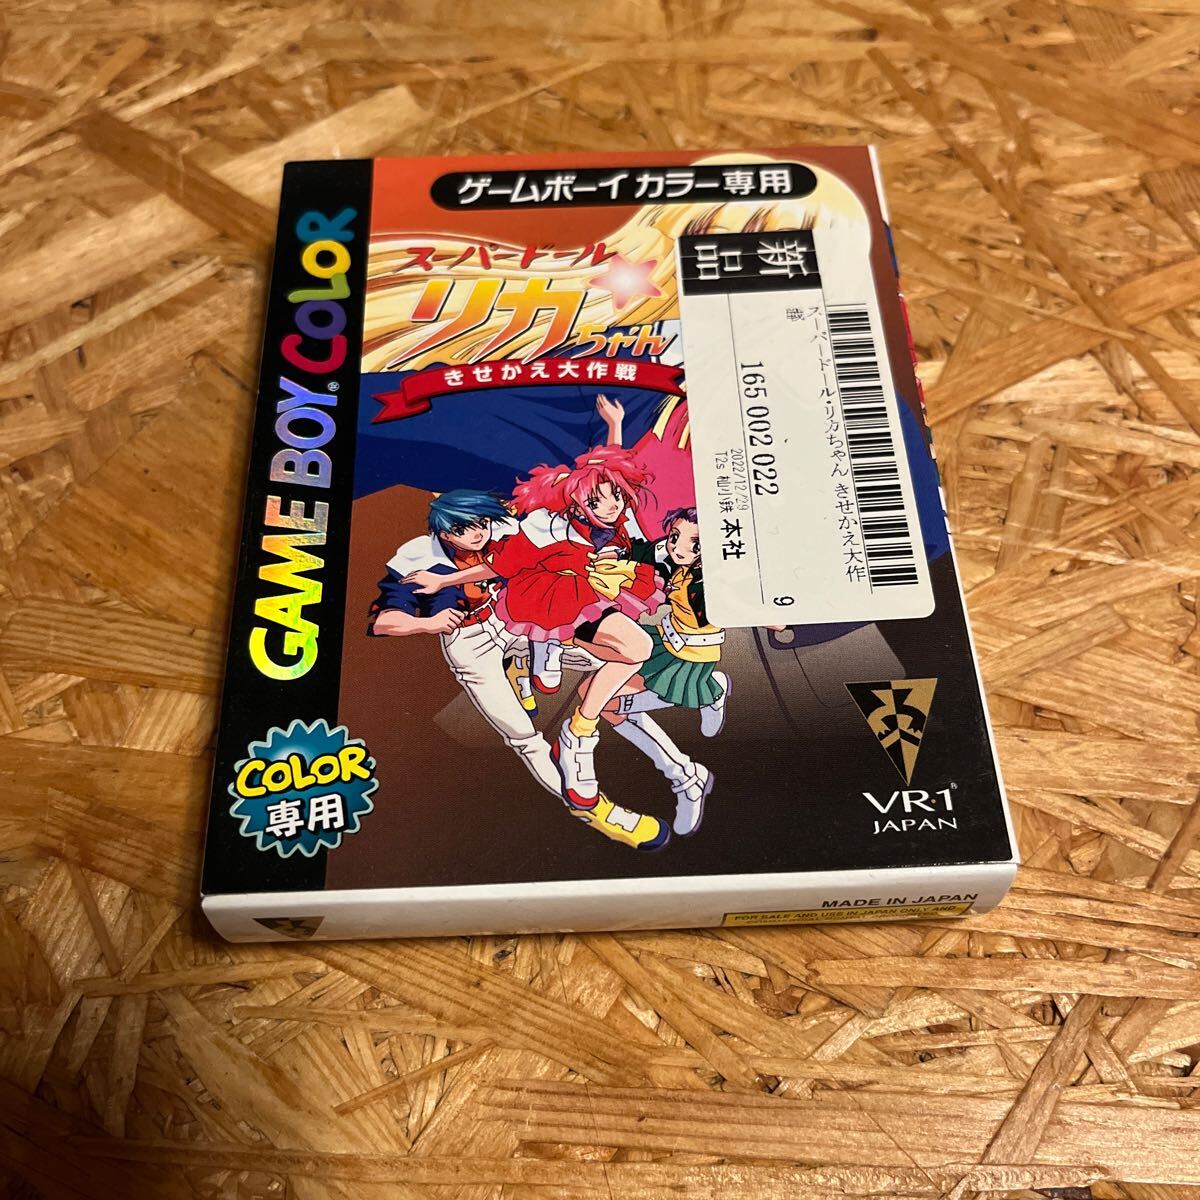 ゲームボーイ カラー専用
GAME BOY COLOR
スーパードール
リカちゃん
きせかえ大作戦
新品
スーパードール・リカちゃん きせかえ大作
戦
165 002 022
2022/12/29
本社
9
COLOR
専用
VR・1®
JAPAN
MADE IN JAPAN
FOR SALE AND USE IN JAPAN ONLY AND